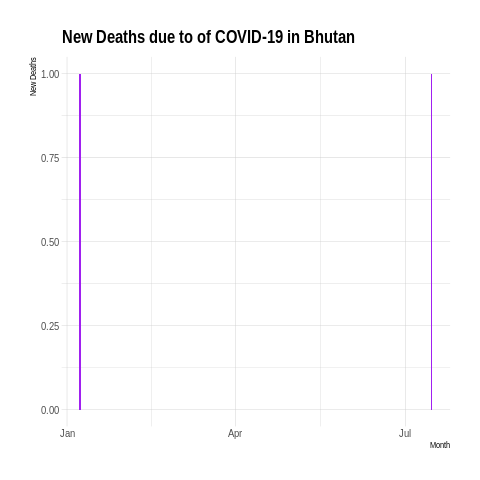 New Deaths due to of COVID-19 in Bhutan
New Deaths
1.00
0.75
0.50
0.25
0.00
Jan Apr Jul
Month